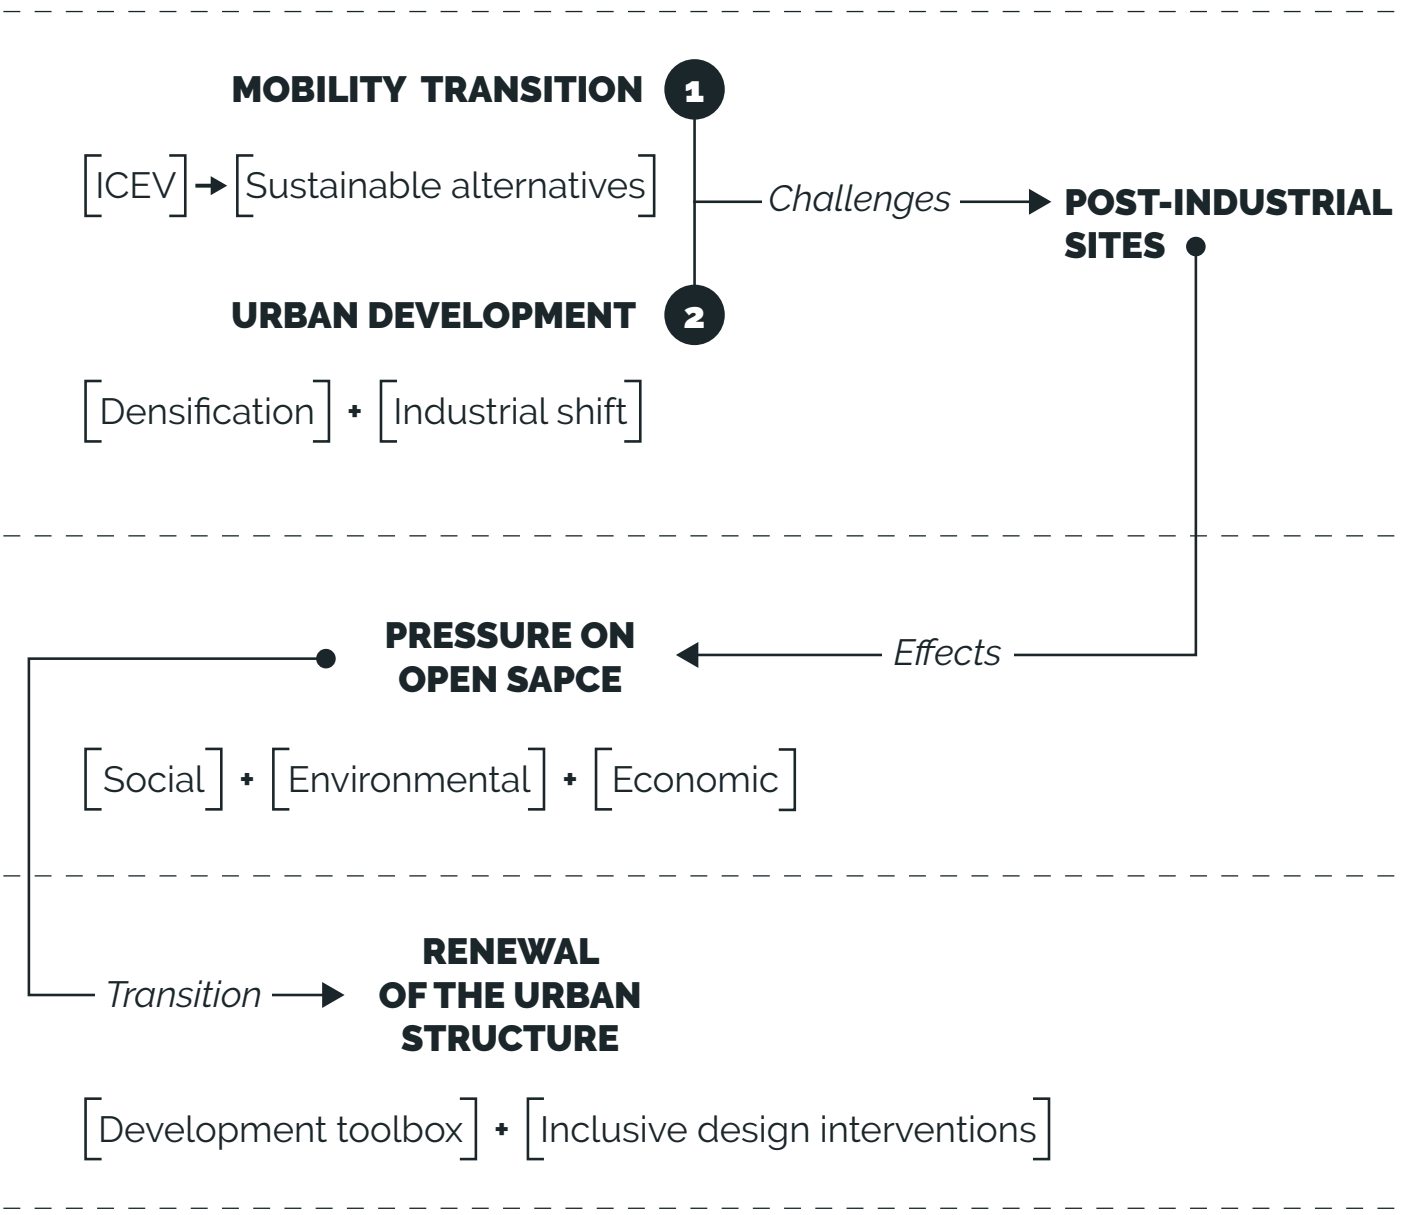 MOBILITY TRANSITION 1
[ICEV] → [Sustainable alternatives]
Challenges
POST-INDUSTRIAL
SITES
URBAN DEVELOPMENT 2
[Densification] + [Industrial shift]
PRESSURE ON
OPEN SAPCE
Effects
[Social] + [Environmental] + [Economic]
Transition
RENEWAL
OF THE URBAN
STRUCTURE
[Development toolbox] + [Inclusive design interventions]